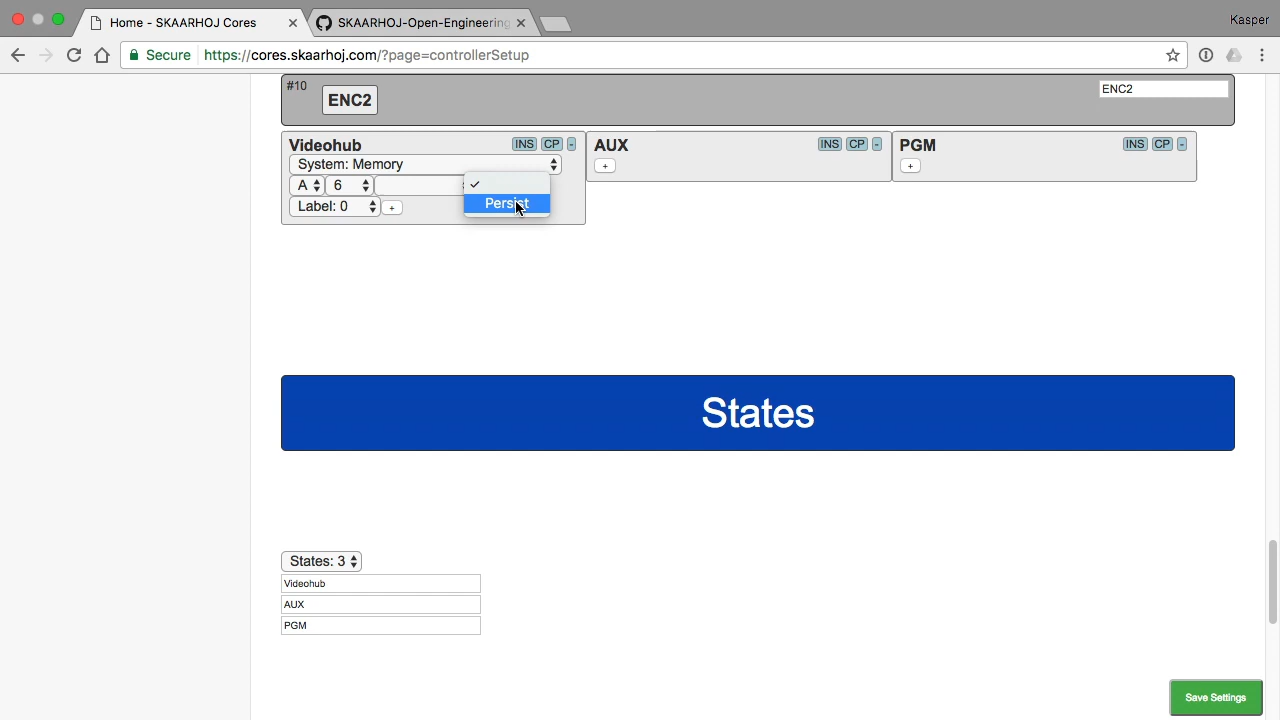 Home - SKAARHOJ Cores
SKAARHOJ-Open-Engineering
Kasper
Secure https://cores.skaarhoj.com/?page=controllerSetup
#10 ENC2 ENC2
Videohub INS CP -
System: Memory
A 6
Persist
Label: 0 +
AUX INS CP -
+
PGM INS CP -
+
States
States: 3
Videohub
AUX
PGM
Save Settings